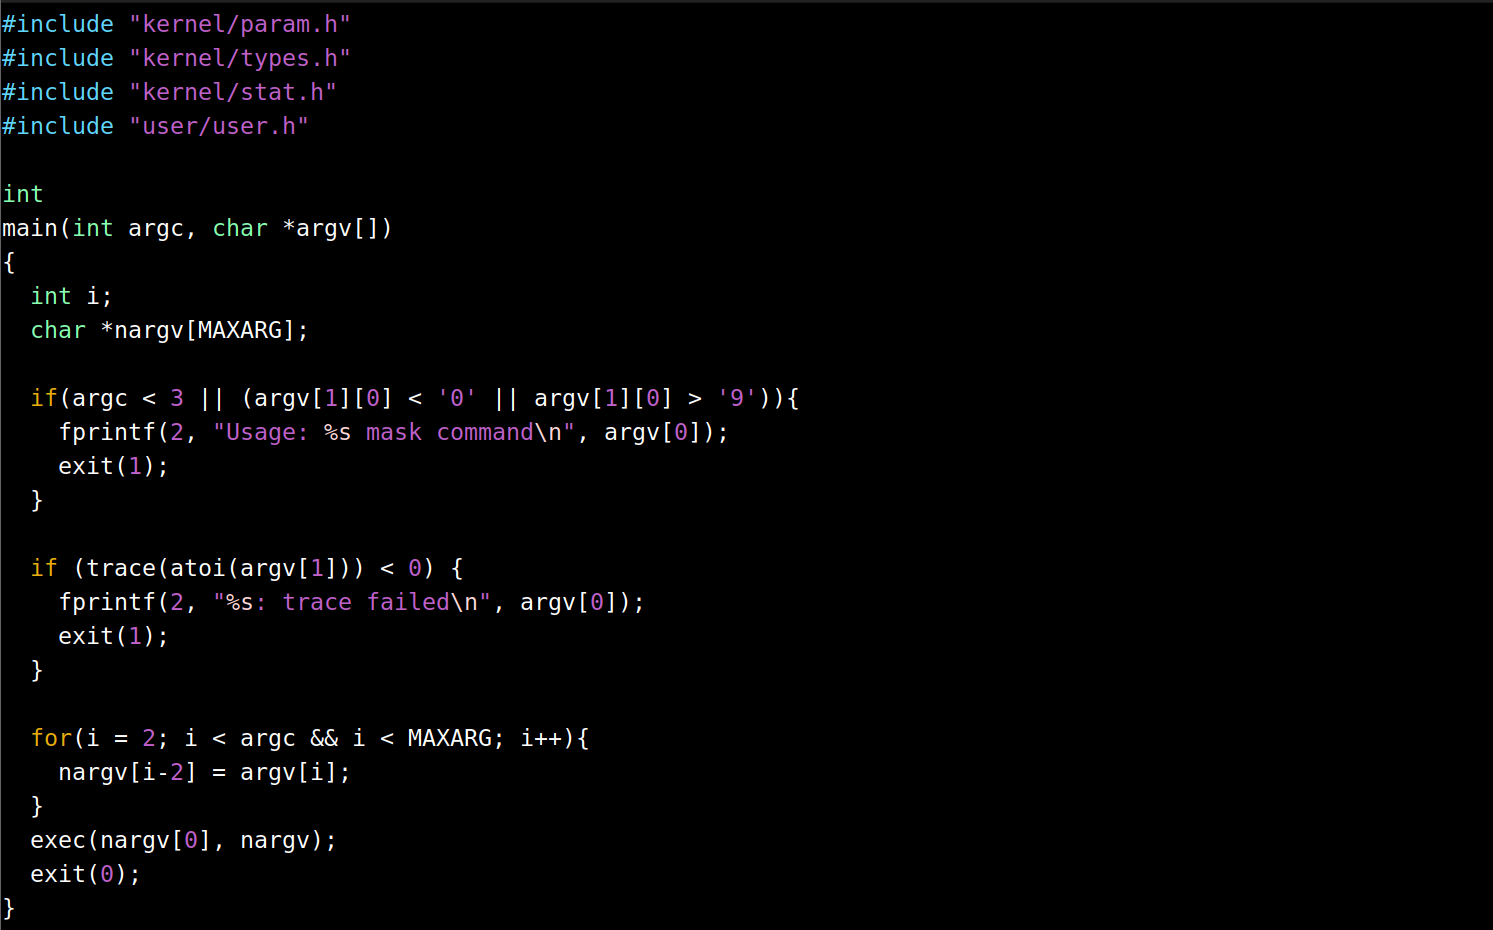 #include "kernel/param.h"
#include "kernel/types.h"
#include "kernel/stat.h"
#include "user/user.h"

int
main(int argc, char *argv[])
{
  int i;
  char *nargv[MAXARG];

  if(argc < 3 || (argv[1][0] < '0' || argv[1][0] > '9')){
    fprintf(2, "Usage: %s mask command\n", argv[0]);
    exit(1);
  }

  if (trace(atoi(argv[1])) < 0) {
    fprintf(2, "%s: trace failed\n", argv[0]);
    exit(1);
  }

  for(i = 2; i < argc && i < MAXARG; i++){
    nargv[i-2] = argv[i];
  }
  exec(nargv[0], nargv);
  exit(0);
}